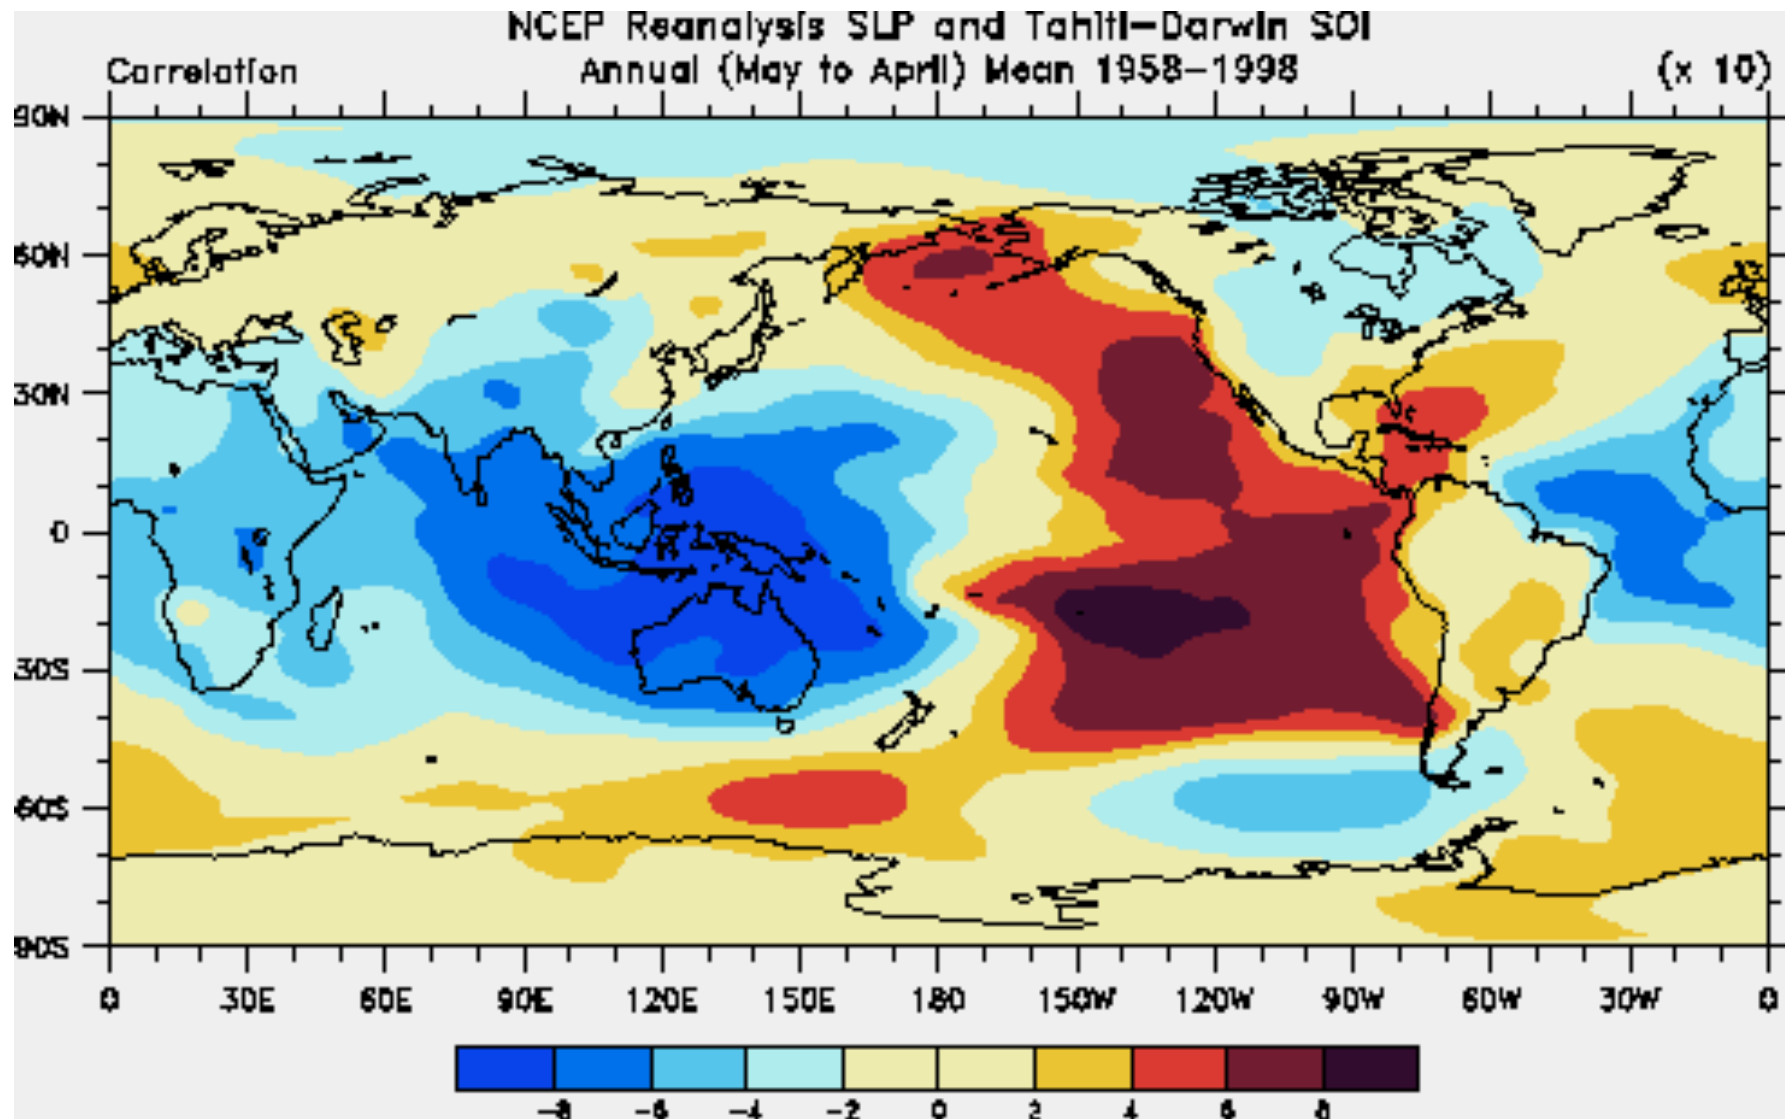 NCEP Reanalysis SLP and Tahiti-Darwin SOI
Correlation Annual (May to April) Mean 1958-1998 (x 10)
90N
60N
30N
0
30S
60S
90S
0 30E 60E 90E 120E 150E 180 150W 120W 90W 60W 30W 0
-8 -6 -4 -2 0 2 4 6 8